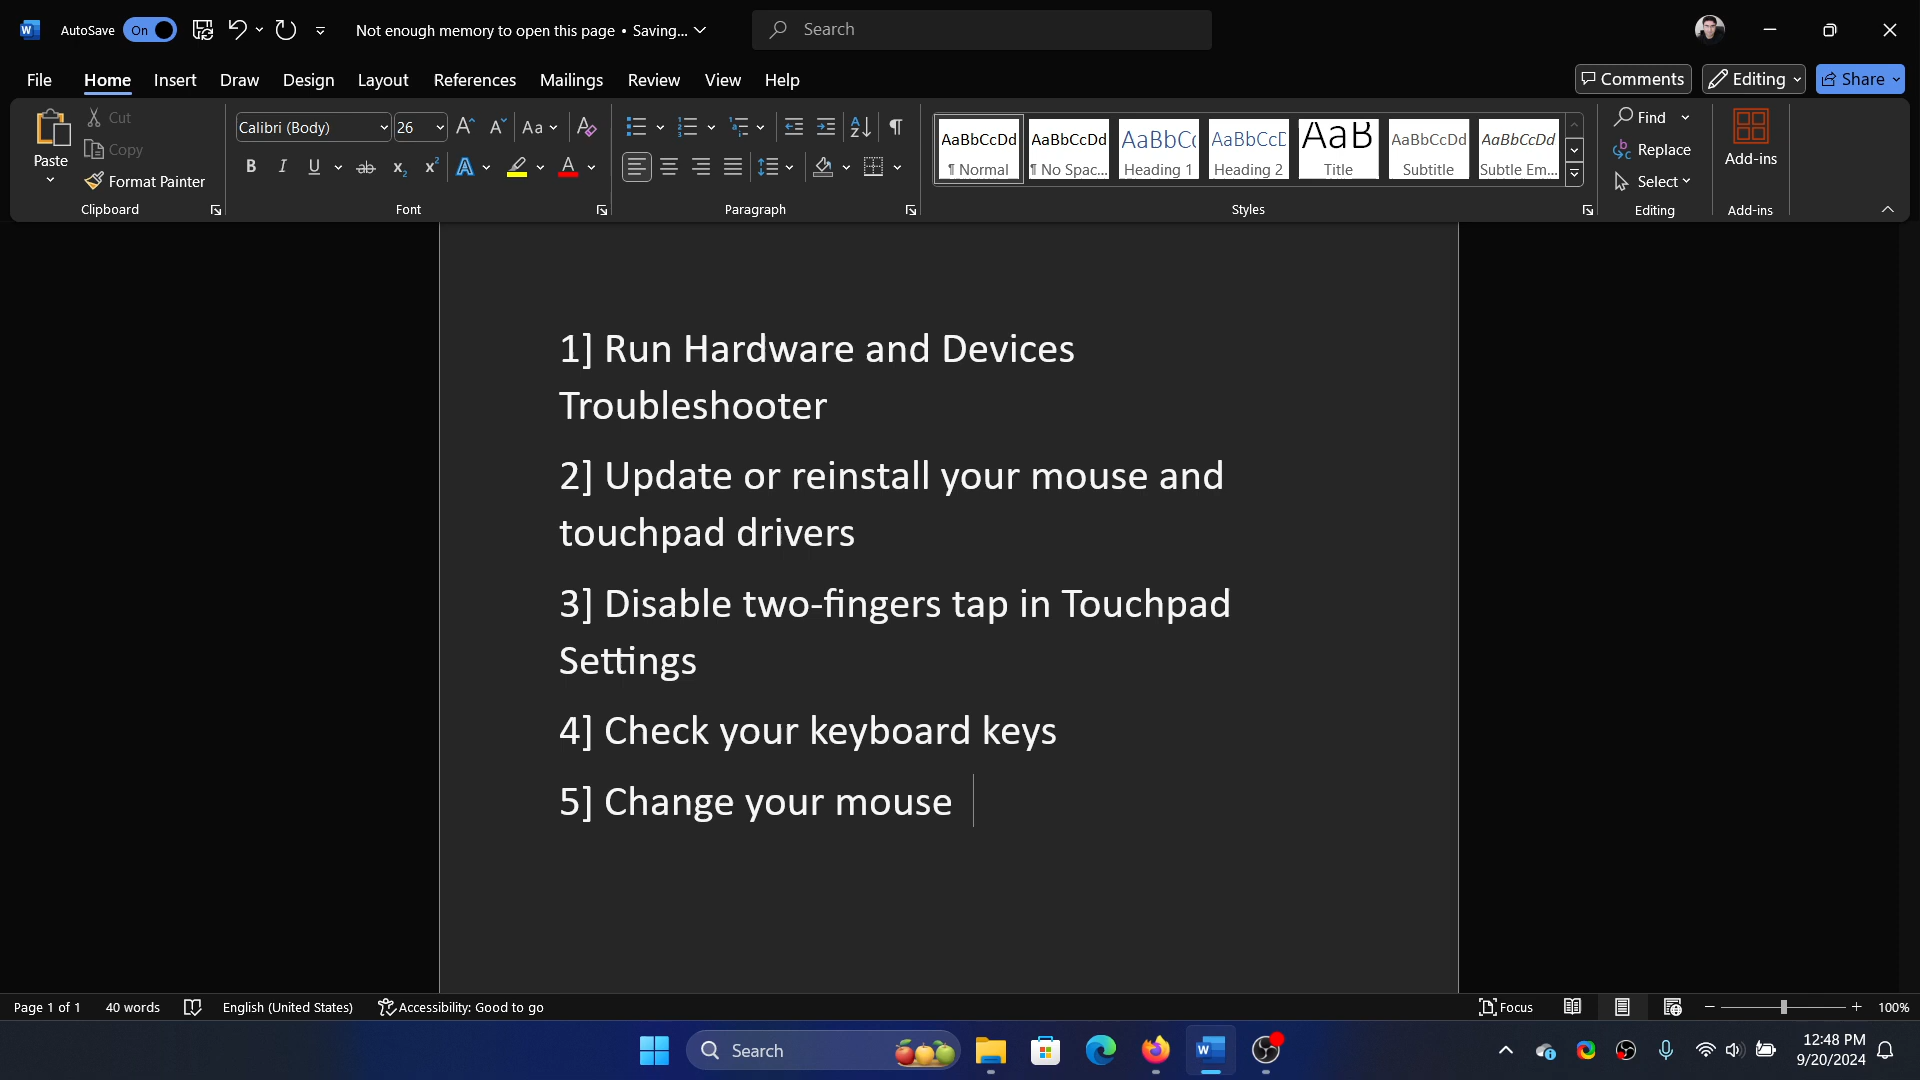 AutoSave On Not enough memory to open this page • Saving... Search
File Home Insert Draw Design Layout References Mailings Review View Help Comments Editing Share
Paste Cut Copy Format Painter Clipboard
Calibri (Body) 26 Aa Font
Paragraph
AaBbCcDd ¶ Normal
AaBbCcDd ¶ No Spac...
AaBbC Heading 1
AaBbCcD Heading 2
AaB Title
AaBbCcDd Subtitle
AaBbCcDd Subtle Em...
Styles
Find Replace Select Editing
Add-ins
Add-ins
1] Run Hardware and Devices
Troubleshooter
2] Update or reinstall your mouse and
touchpad drivers
3] Disable two-fingers tap in Touchpad
Settings
4] Check your keyboard keys
5] Change your mouse
Page 1 of 1 40 words English (United States) Accessibility: Good to go Focus 100%
Search 12:48 PM
9/20/2024